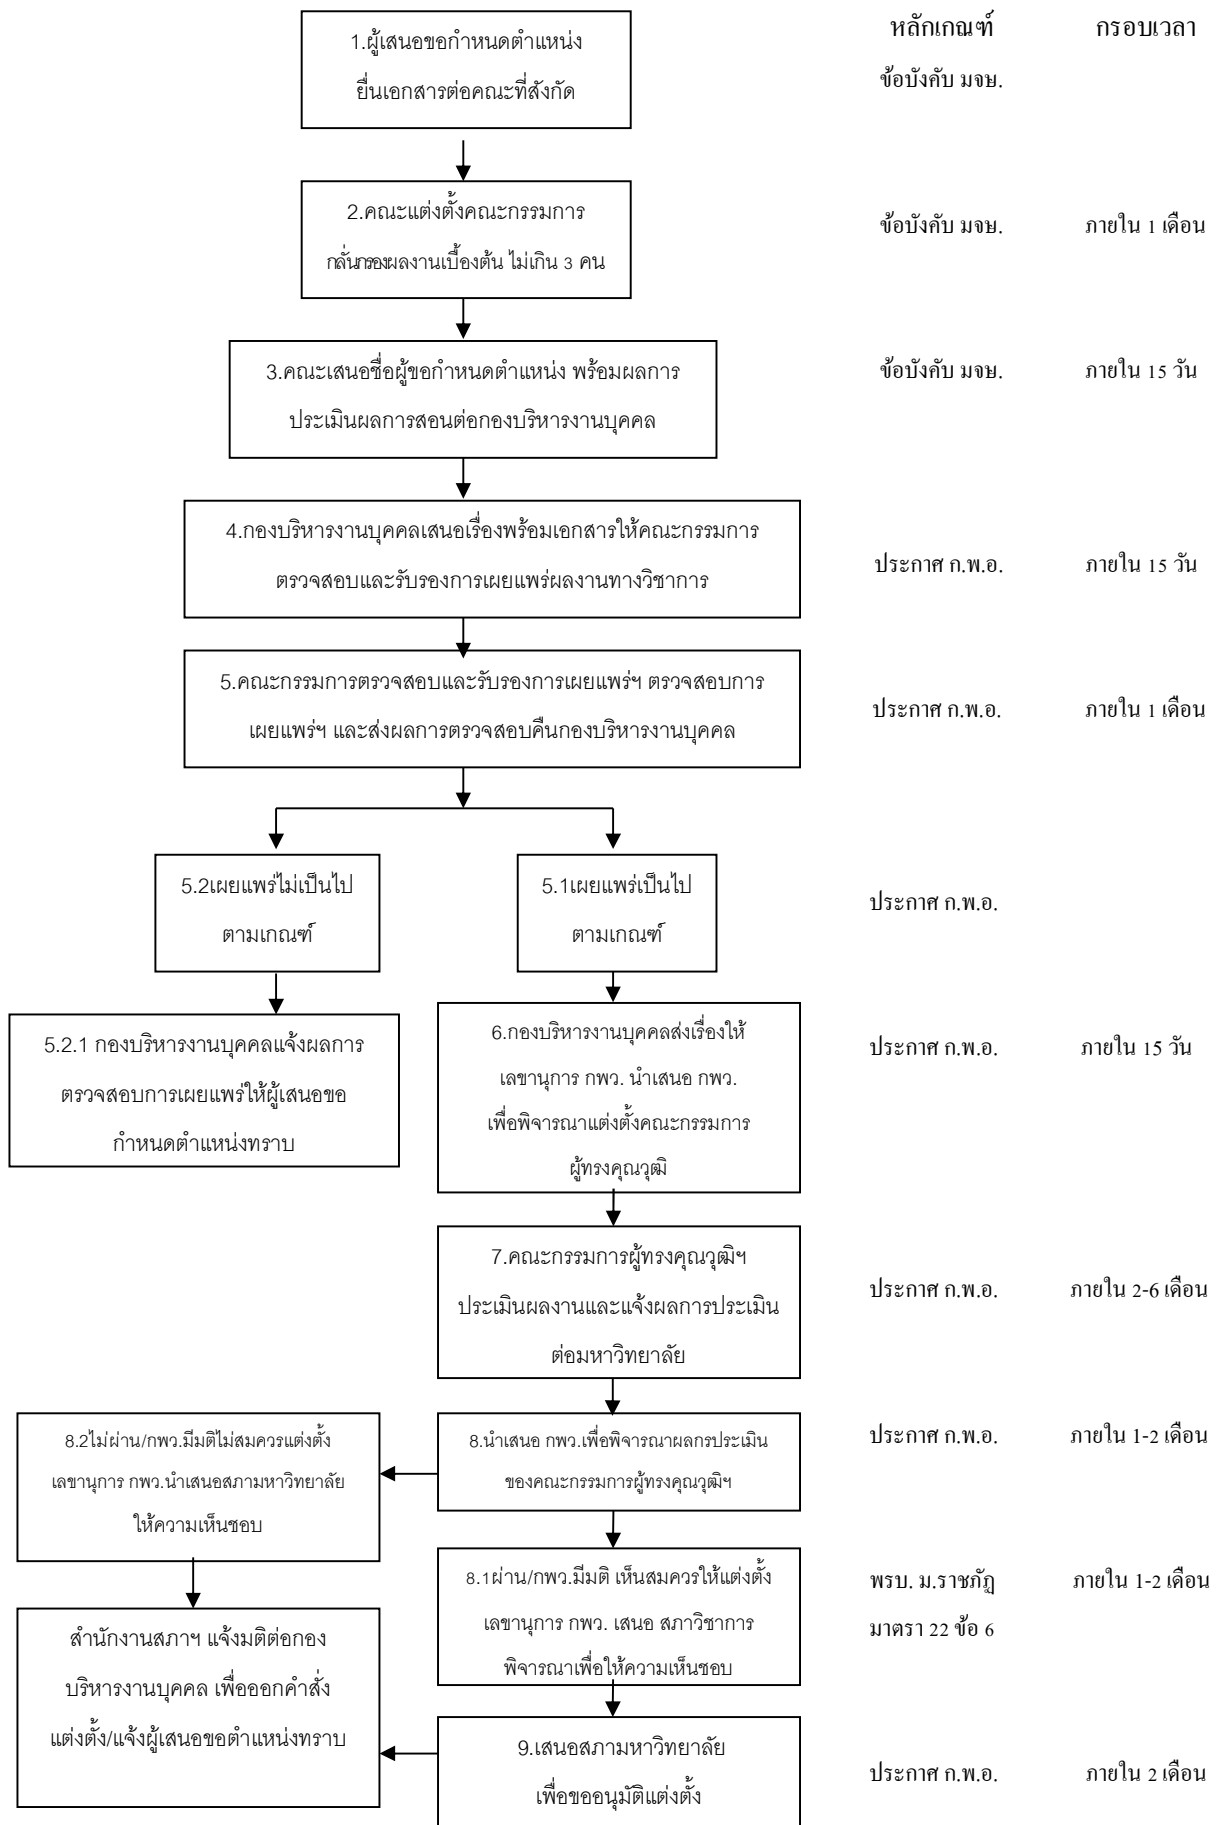 หลักเกณฑ์ กรอบเวลา
1.ผู้เสนอขอกำหนดตำแหน่ง
ยื่นเอกสารต่อคณะที่สังกัด
ข้อบังคับ มจษ.
2.คณะแต่งตั้งคณะกรรมการ
กลั่นกรองผลงานเบื้องต้น ไม่เกิน 3 คน
ข้อบังคับ มจษ. ภายใน 1 เดือน
3.คณะเสนอชื่อผู้ขอกำหนดตำแหน่ง พร้อมผลการ
ประเมินผลการสอนต่อกองบริหารงานบุคคล
ข้อบังคับ มจษ. ภายใน 15 วัน
4.กองบริหารงานบุคคลเสนอเรื่องพร้อมเอกสารให้คณะกรรมการ
ตรวจสอบและรับรองการเผยแพร่ผลงานทางวิชาการ
ประกาศ ก.พ.อ. ภายใน 15 วัน
5.คณะกรรมการตรวจสอบและรับรองการเผยแพร่ฯ ตรวจสอบการ
เผยแพร่ฯ และส่งผลการตรวจสอบคืนกองบริหารงานบุคคล
ประกาศ ก.พ.อ. ภายใน 1 เดือน
5.2เผยแพร่ไม่เป็นไป
ตามเกณฑ์
5.1เผยแพร่เป็นไป
ตามเกณฑ์
ประกาศ ก.พ.อ.
5.2.1 กองบริหารงานบุคคลแจ้งผลการ
ตรวจสอบการเผยแพร่ให้ผู้เสนอขอ
กำหนดตำแหน่งทราบ
6.กองบริหารงานบุคคลส่งเรื่องให้
เลขานุการ กพว. นำเสนอ กพว.
เพื่อพิจารณาแต่งตั้งคณะกรรมการ
ผู้ทรงคุณวุฒิ
ประกาศ ก.พ.อ. ภายใน 15 วัน
7.คณะกรรมการผู้ทรงคุณวุฒิฯ
ประเมินผลงานและแจ้งผลการประเมิน
ต่อมหาวิทยาลัย
ประกาศ ก.พ.อ. ภายใน 2-6 เดือน
8.2ไม่ผ่าน/กพว.มีมติไม่สมควรแต่งตั้ง
เลขานุการ กพว.นำเสนอสภามหาวิทยาลัย
ให้ความเห็นชอบ
8.นำเสนอ กพว.เพื่อพิจารณาผลกรประเมิน
ของคณะกรรมการผู้ทรงคุณวุฒิฯ
ประกาศ ก.พ.อ. ภายใน 1-2 เดือน
8.1ผ่าน/กพว.มีมติ เห็นสมควรให้แต่งตั้ง
เลขานุการ กพว. เสนอ สภาวิชาการ
พิจารณาเพื่อให้ความเห็นชอบ
พรบ. ม.ราชภัฏ ภายใน 1-2 เดือน
มาตรา 22 ข้อ 6
สำนักงานสภาฯ แจ้งมติต่อกอง
บริหารงานบุคคล เพื่อออกคำสั่ง
แต่งตั้ง/แจ้งผู้เสนอขอตำแหน่งทราบ
9.เสนอสภามหาวิทยาลัย
เพื่อขออนุมัติแต่งตั้ง
ประกาศ ก.พ.อ. ภายใน 2 เดือน